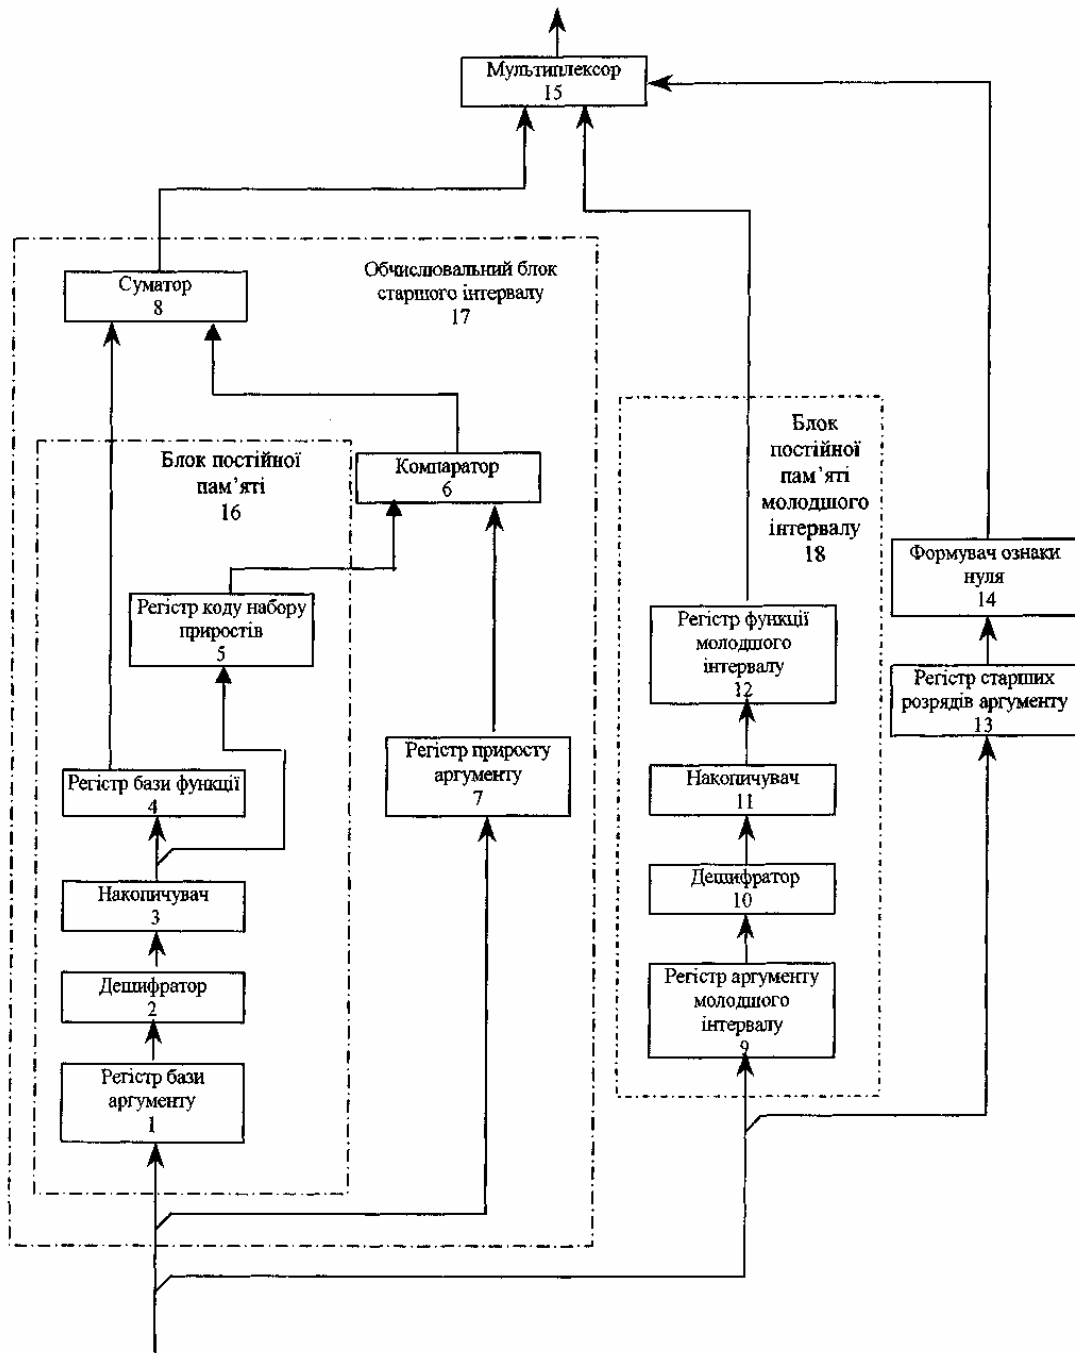 Мультиплексор
15
Обчислювальний блок
старшого інтервалу
17
Суматор
8
Блок постійної
пам’яті
16
Компаратор
6
Блок
постійної
пам’яті
молодшого
інтервалу
18
Формувач ознаки
нуля
14
Регістр коду набору
приростів
5
Регістр функції
молодшого
інтервалу
12
Регістр старших
розрядів аргументу
13
Регістр бази функції
4
Регістр приросту
аргументу
7
Накопичувач
11
Накопичувач
3
Дешифратор
10
Дешифратор
2
Регістр аргументу
молодшого
інтервалу
9
Регістр бази
аргументу
1